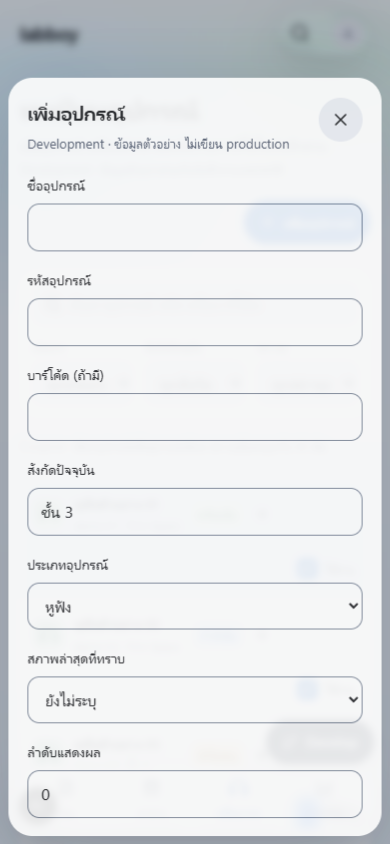 labboy
เพิ่มอุปกรณ์
Development · ข้อมูลตัวอย่าง ไม่เขียน production
ชื่ออุปกรณ์
รหัสอุปกรณ์
บาร์โค้ด (ถ้ามี)
สังกัดปัจจุบัน
ชั้น 3
ประเภทอุปกรณ์
หูฟัง
สภาพล่าสุดที่ทราบ
ยังไม่ระบุ
ลำดับแสดงผล
0